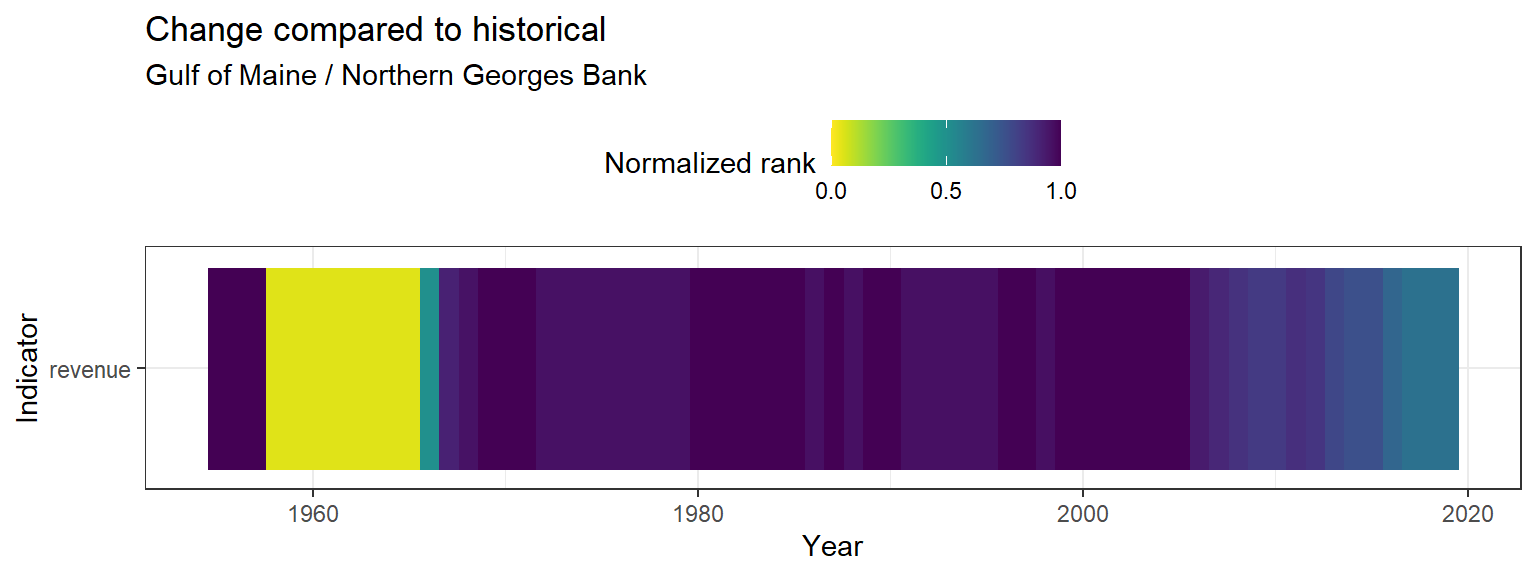 Change compared to historical
Gulf of Maine / Northern Georges Bank
Normalized rank
0.0 0.5 1.0
Indicator
revenue
1960 1980 2000 2020
Year